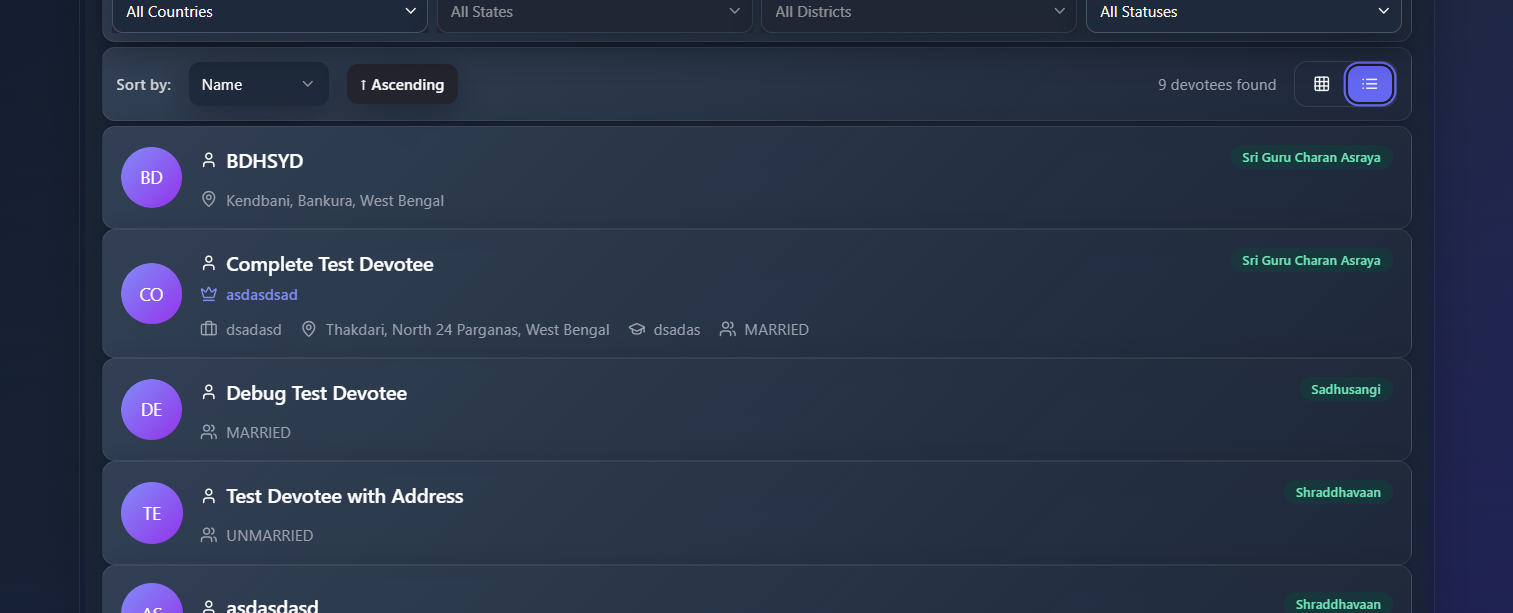 All Countries All States All Districts All Statuses
Sort by: Name ↑ Ascending 9 devotees found
BD BDHSYD Sri Guru Charan Asraya
Kendbani, Bankura, West Bengal
Complete Test Devotee Sri Guru Charan Asraya
CO asdasdsad
dsadasd Thakdari, North 24 Parganas, West Bengal dsadas MARRIED
DE Debug Test Devotee Sadhusangi
MARRIED
TE Test Devotee with Address Shraddhavaan
UNMARRIED
AS asdasdasd Shraddhavaan